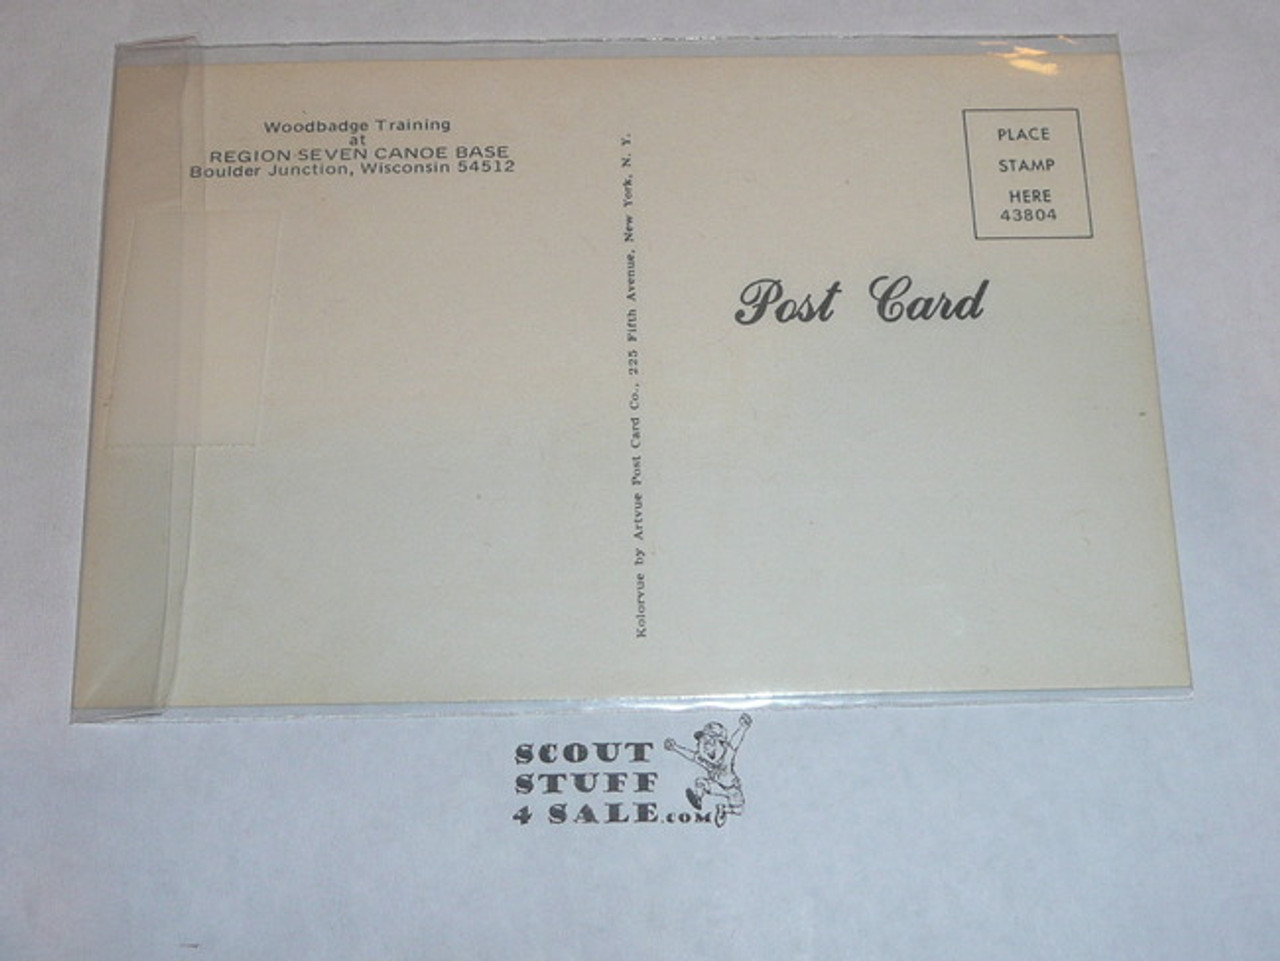 Woodbadge Training
at
REGION SEVEN CANOE BASE
Boulder Junction, Wisconsin 54512
Kolorvue by Artvue Post Card Co., 225 Fifth Avenue, New York, N. Y.
PLACE
STAMP
HERE
43804
Post Card
SCOUT
STUFF
4 SALE.COM